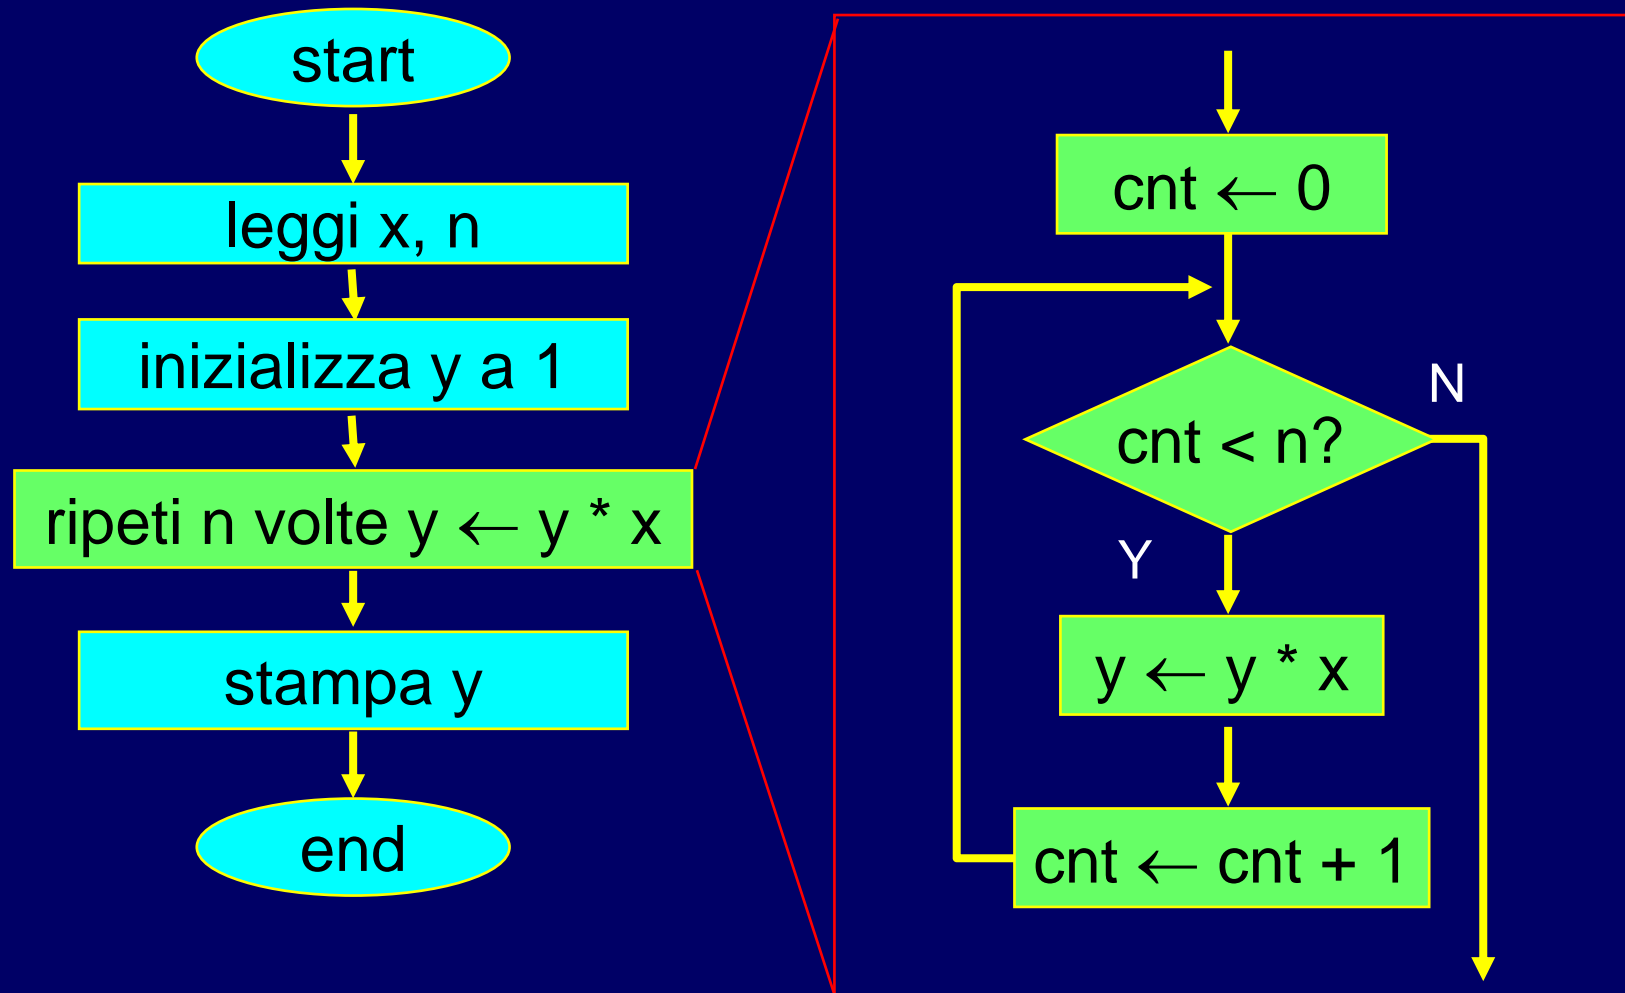 start
leggi x, n
inizializza y a 1
ripeti n volte y ← y * x
stampa y
end
cnt ← 0
cnt < n?
N
Y
y ← y * x
cnt ← cnt + 1